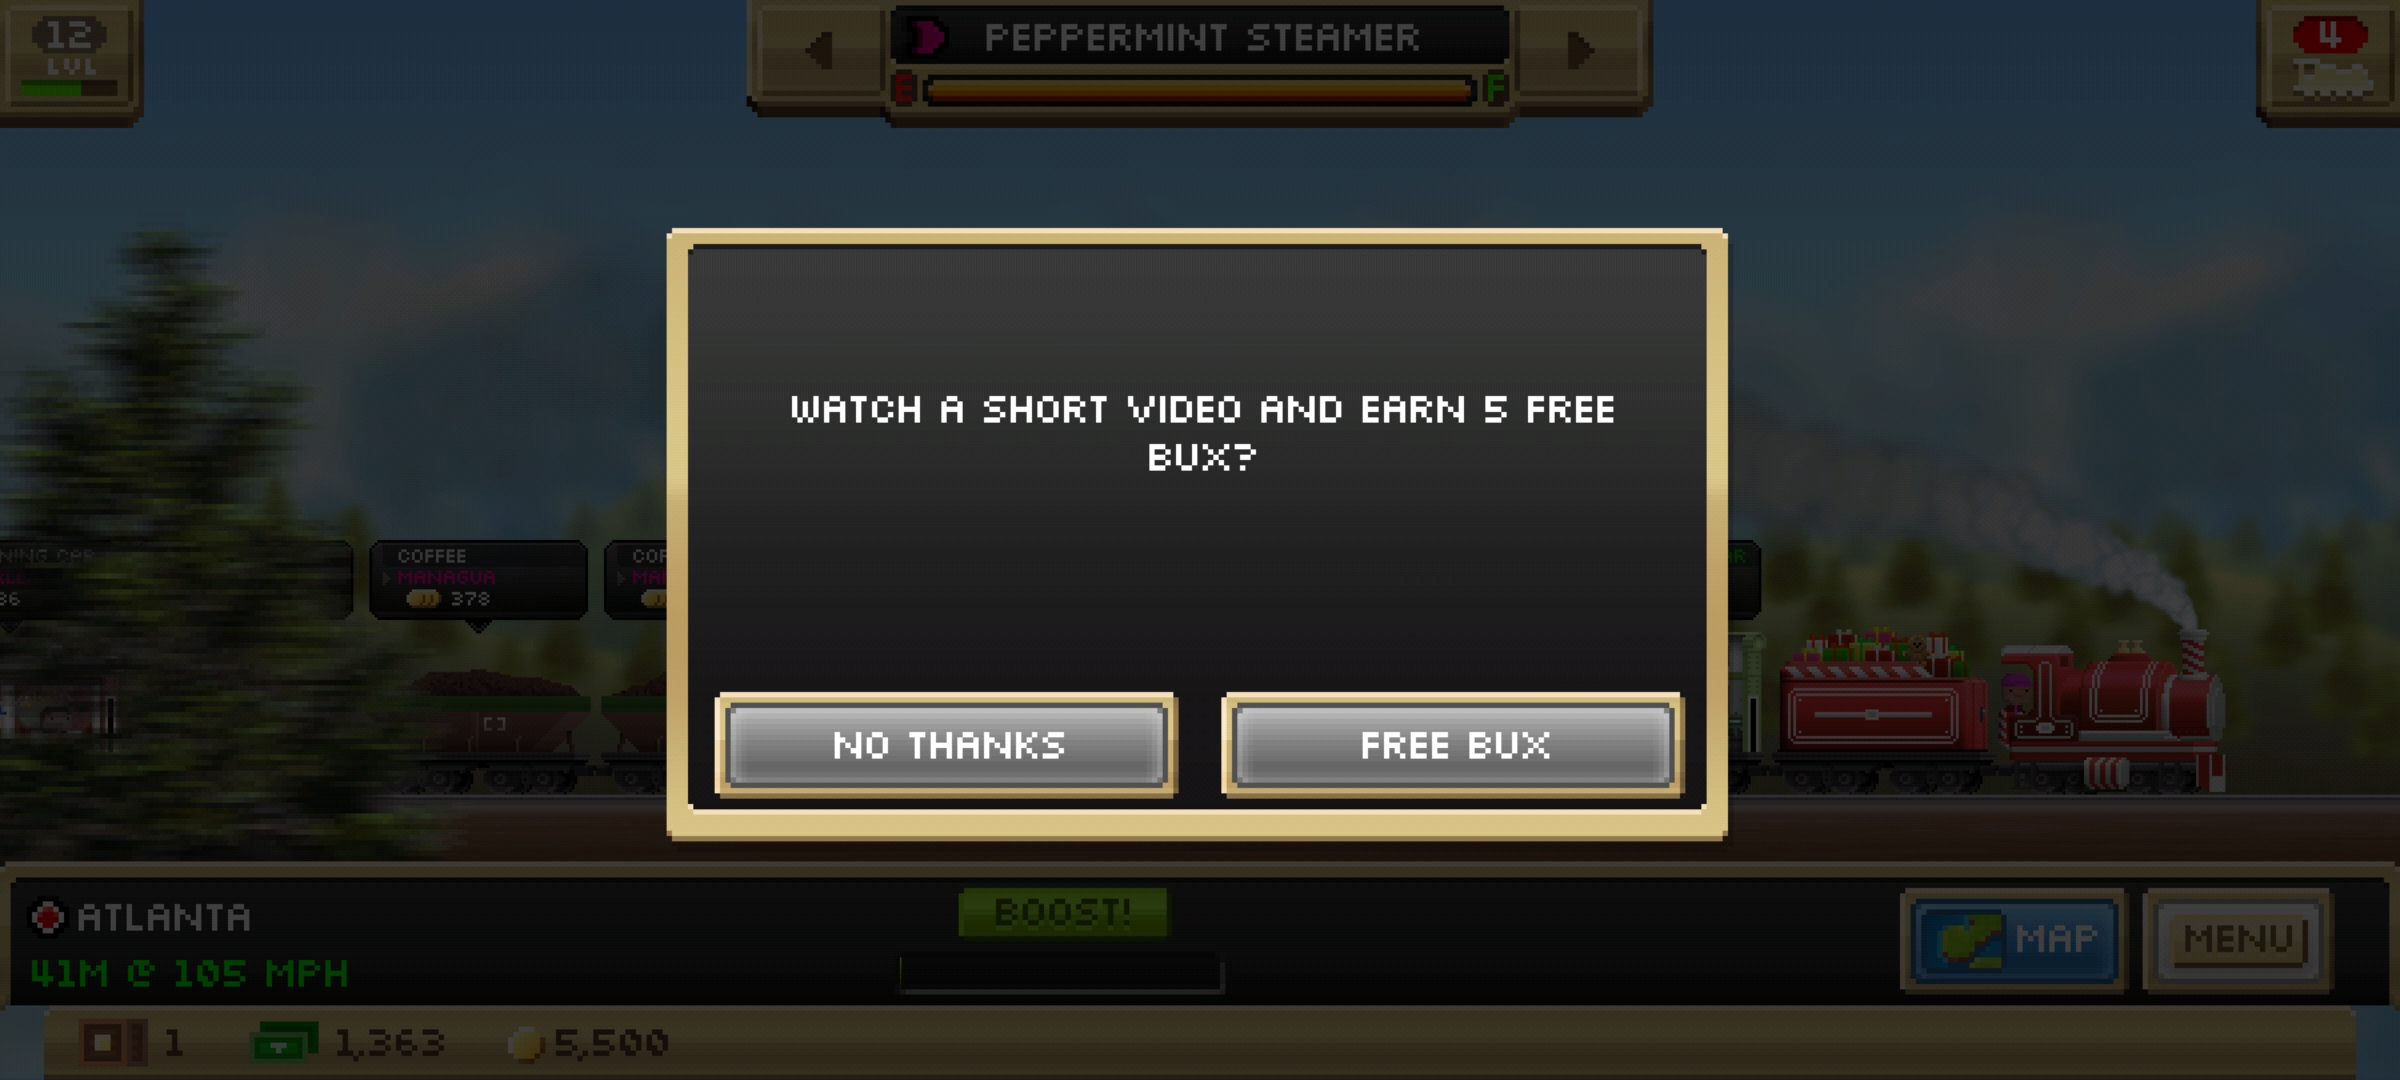 12
LVL
PEPPERMINT STEAMER
E
F
4
WATCH A SHORT VIDEO AND EARN 5 FREE
BUX?
NO THANKS
FREE BUX
COFFEE
MANAGUA
378
ATLANTA
41M @ 105 MPH
BOOST!
MAP
MENU
1
1,363
5,500